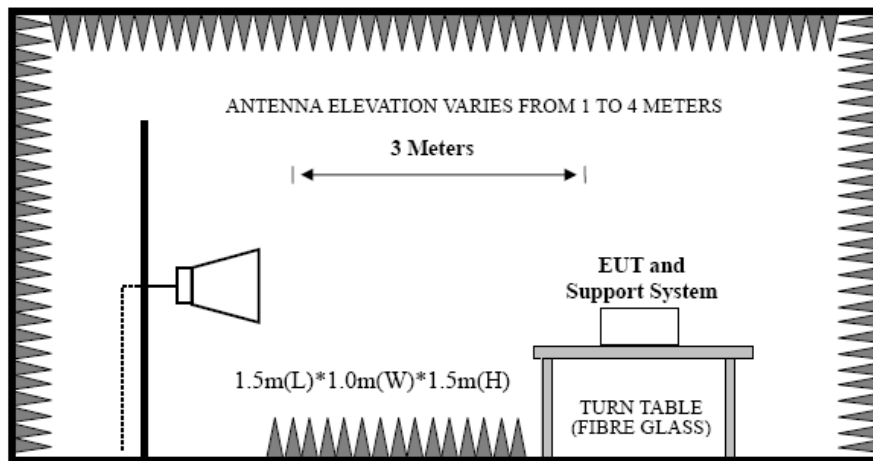 ANTENNA ELEVATION VARIES FROM 1 TO 4 METERS
3 Meters
EUT and
Support System
1.5m(L)*1.0m(W)*1.5m(H)
TURN TABLE
(FIBRE GLASS)